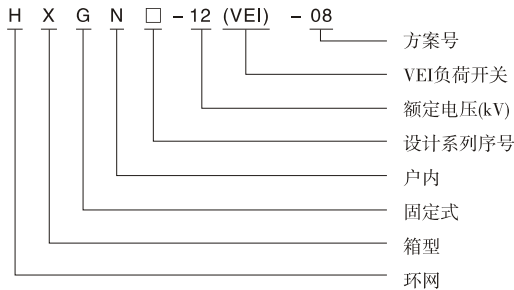 H X G N □ - 12 (VEI) - 08
方案号
VEI负荷开关
额定电压(kV)
设计系列序号
户内
固定式
箱型
环网